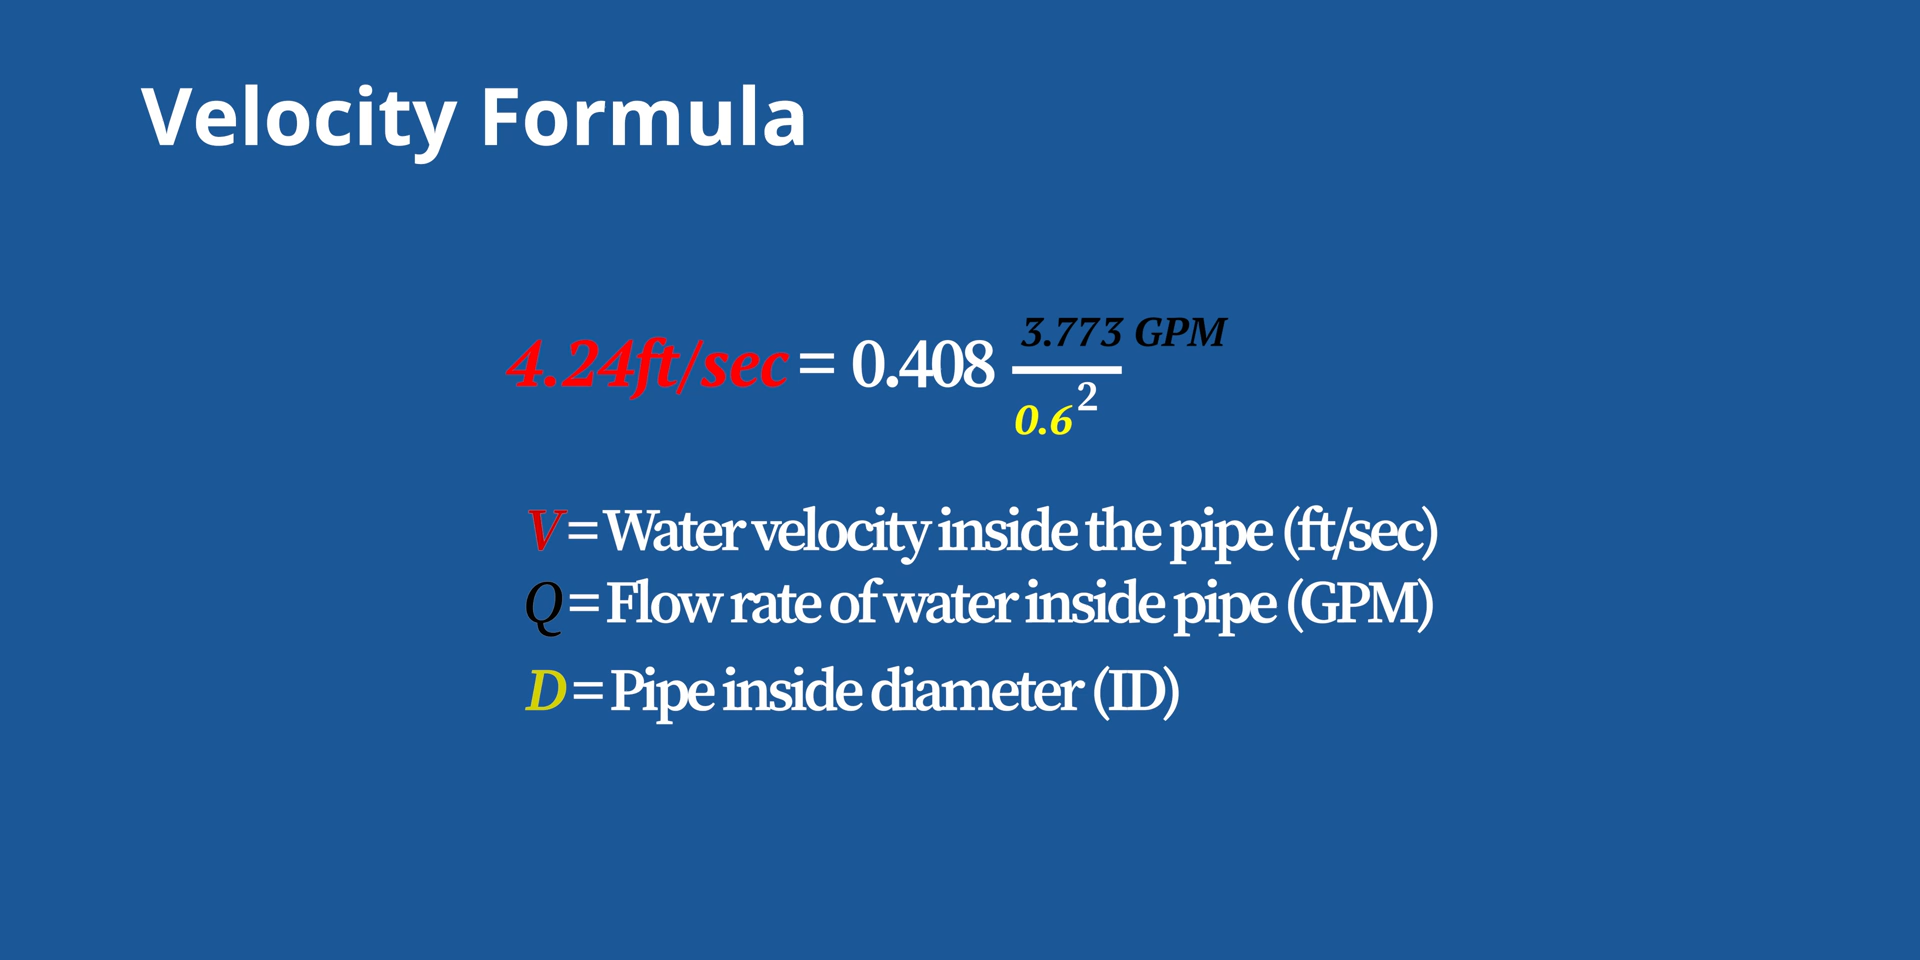 Velocity Formula
4.24ft/sec = 0.408 3.773 GPM
0.6 2
V = Water velocity inside the pipe (ft/sec)
Q = Flow rate of water inside pipe (GPM)
D = Pipe inside diameter (ID)